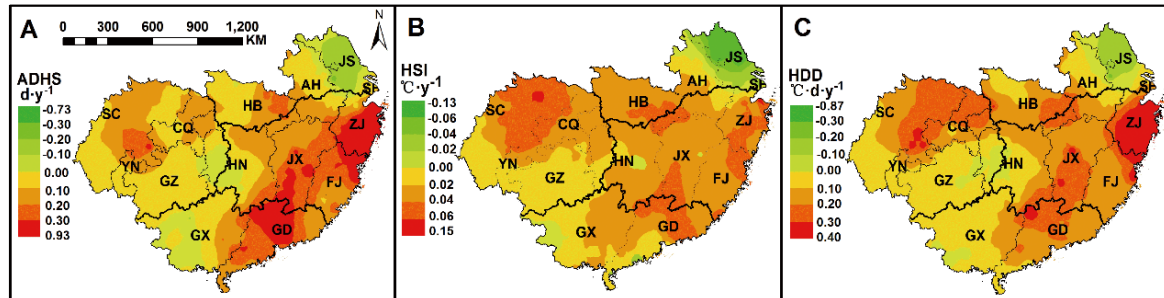 A
0 300 600 900 1,200
KM
N
ADHS
d·y⁻¹
-0.73
-0.30
-0.20
-0.10
0.00
0.10
0.20
0.30
0.93
JS
AH
SH
HB
SC
CQ
ZJ
YN
HN
JX
GZ
FJ
GX
GD
B
HSI
℃·y⁻¹
-0.13
-0.06
-0.04
-0.02
0.00
0.02
0.04
0.06
0.15
JS
AH
SH
HB
SC
CQ
ZJ
YN
HN
JX
GZ
FJ
GX
GD
C
HDD
℃·d·y⁻¹
-0.87
-0.30
-0.20
-0.10
0.00
0.10
0.20
0.30
0.40
JS
AH
SH
HB
SC
CQ
ZJ
YN
HN
JX
GZ
FJ
GX
GD